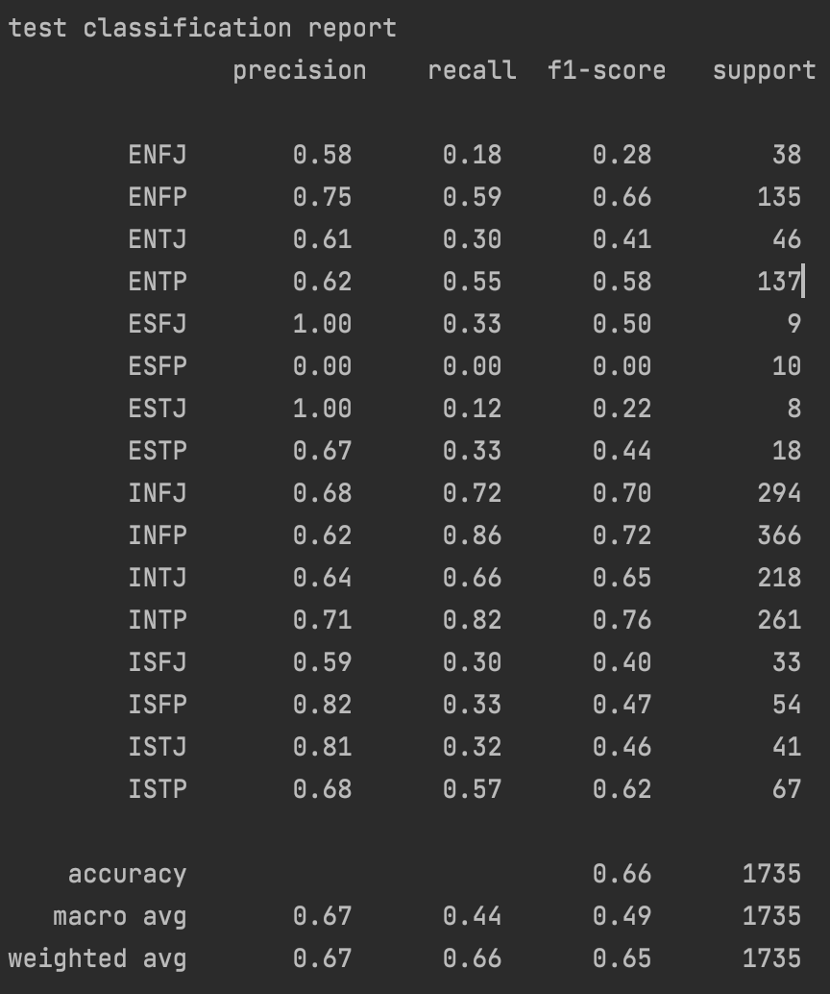 test classification report
precision recall f1-score support
ENFJ 0.58 0.18 0.28 38
ENFP 0.75 0.59 0.66 135
ENTJ 0.61 0.30 0.41 46
ENTP 0.62 0.55 0.58 137
ESFJ 1.00 0.33 0.50 9
ESFP 0.00 0.00 0.00 10
ESTJ 1.00 0.12 0.22 8
ESTP 0.67 0.33 0.44 18
INFJ 0.68 0.72 0.70 294
INFP 0.62 0.86 0.72 366
INTJ 0.64 0.66 0.65 218
INTP 0.71 0.82 0.76 261
ISFJ 0.59 0.30 0.40 33
ISFP 0.82 0.33 0.47 54
ISTJ 0.81 0.32 0.46 41
ISTP 0.68 0.57 0.62 67
accuracy 0.66 1735
macro avg 0.67 0.44 0.49 1735
weighted avg 0.67 0.66 0.65 1735